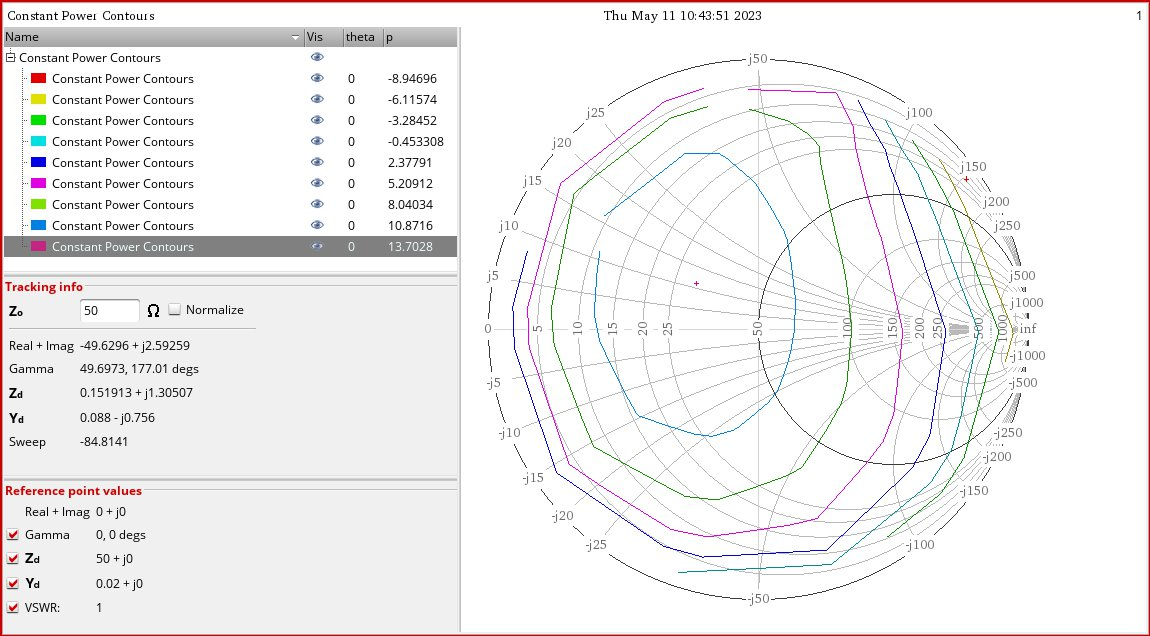 Constant Power Contours Thu May 11 10:43:51 2023 1
Name Vis theta p
Constant Power Contours
Constant Power Contours 0 -8.94696
Constant Power Contours 0 -6.11574
Constant Power Contours 0 -3.28452
Constant Power Contours 0 -0.453308
Constant Power Contours 0 2.37791
Constant Power Contours 0 5.20912
Constant Power Contours 0 8.04034
Constant Power Contours 0 10.8716
Constant Power Contours 0 13.7028
Tracking info
Zo 50 Ω Normalize
Real + Imag -49.6296 + j2.59259
Gamma 49.6973, 177.01 degs
Zd 0.151913 + j1.30507
Yd 0.088 - j0.756
Sweep -84.8141
Reference point values
Real + Imag 0 + j0
Gamma 0, 0 degs
Zd 50 + j0
Yd 0.02 + j0
VSWR: 1
j50
j25 j100
j20
j15 j150
j200
j10 j250
j5 j500
j1000
0 5 10 15 20 25 50 100 150 200 250 500 1000 inf
-j1000
-j5 -j500
-j10 -j250
-j200
-j15 -j150
-j20
-j25 -j100
-j50